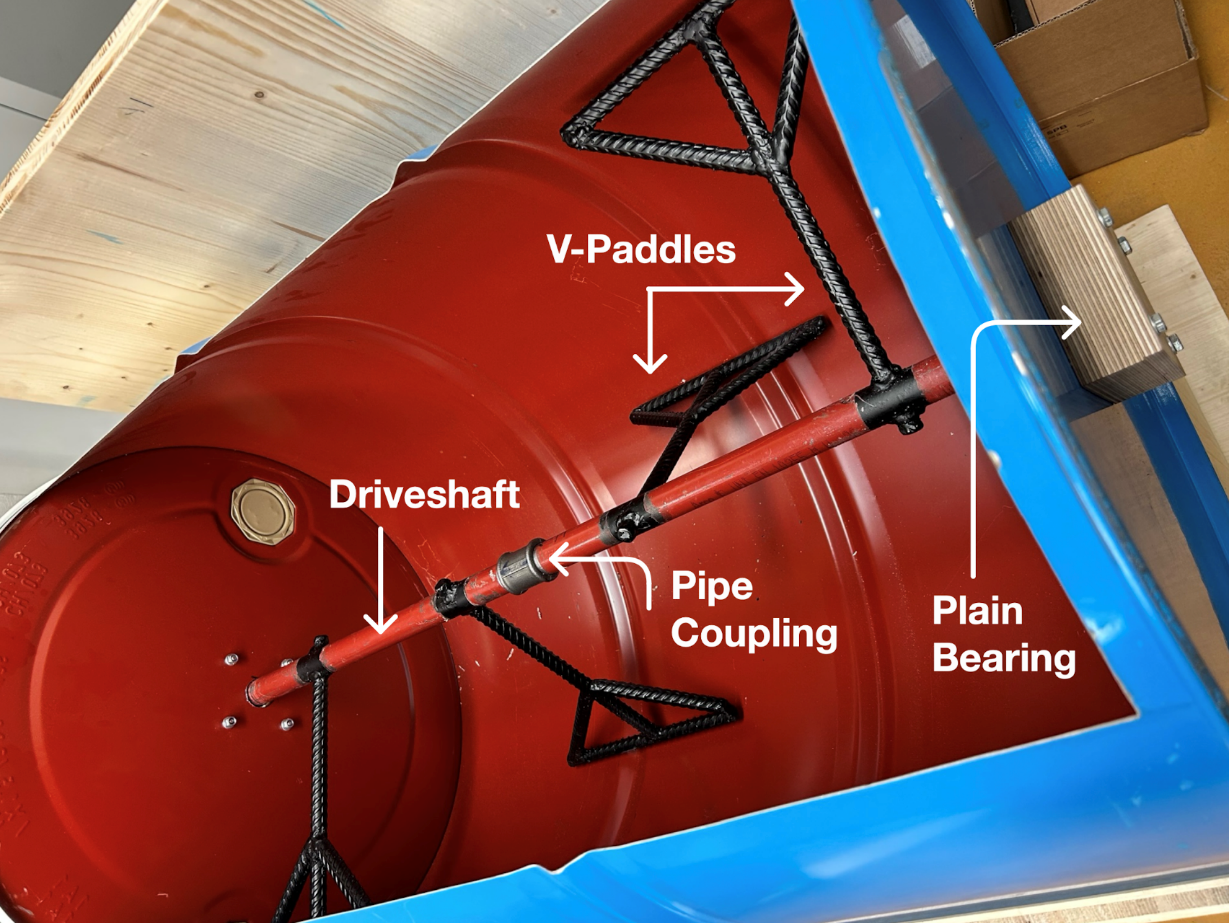 V-Paddles
Driveshaft
Pipe
Coupling
Plain
Bearing